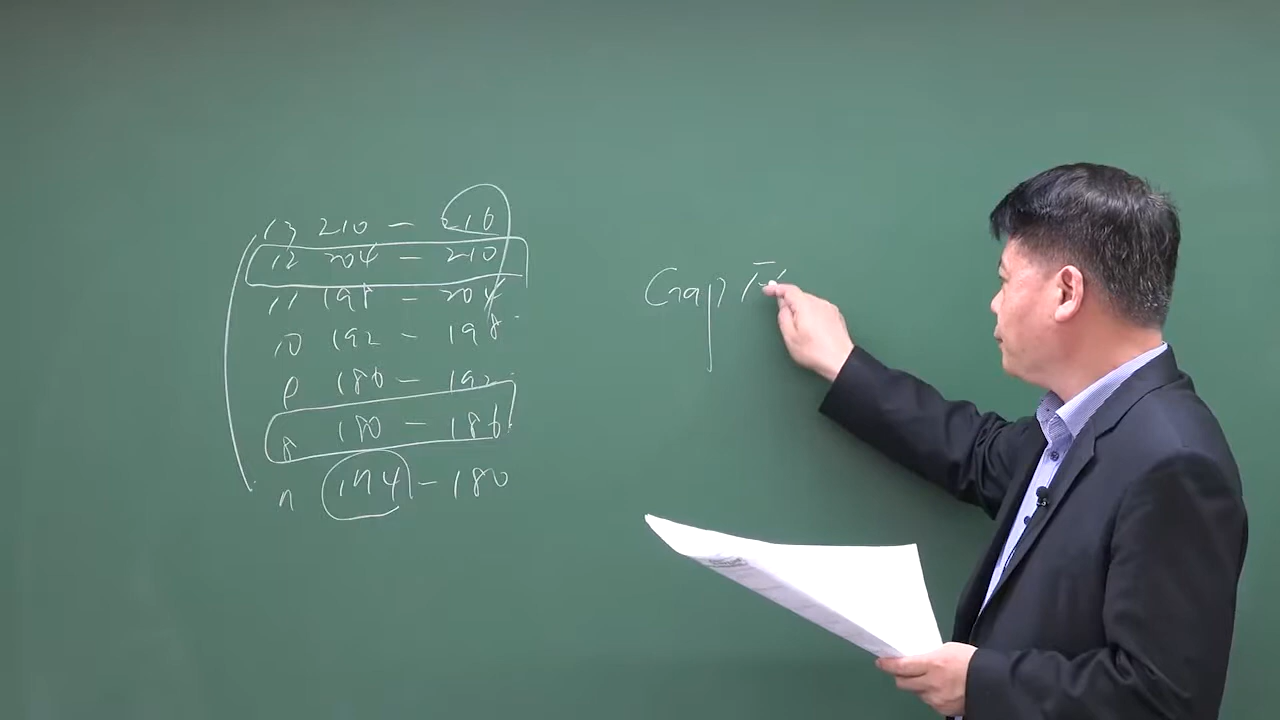 13 210 - 216
12 204 - 210
11 198 - 204
10 192 - 198
9 186 - 192
8 180 - 186
7 174 - 180
Gap